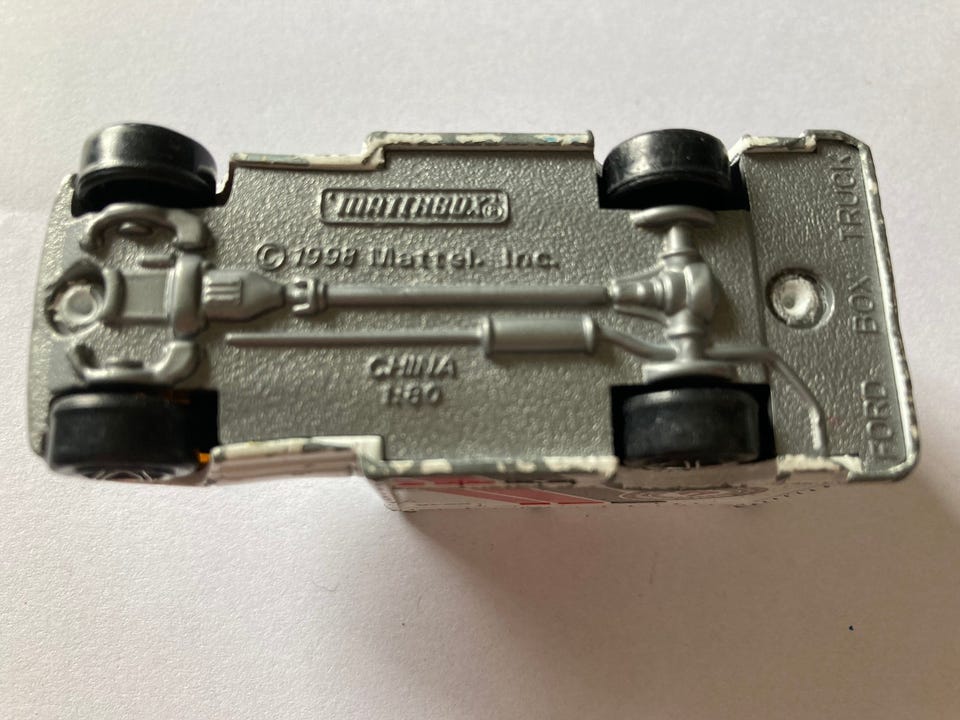 MATCHBOX®
© 1998 Mattel. Inc.
CHINA
1:80
FORD BOX TRUCK